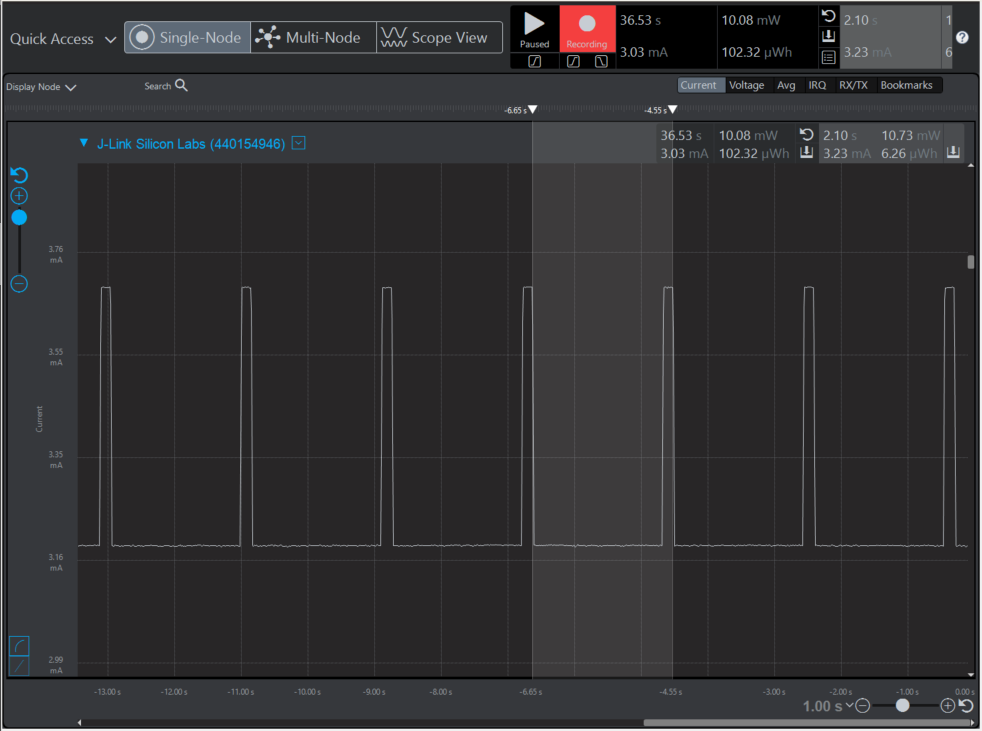 Quick Access Single-Node Multi-Node Scope View
Paused
Recording
36.53 s 10.08 mW 2.10 s 1
3.03 mA 102.32 µWh 3.23 mA 6
?
Display Node Search Current Voltage Avg IRQ RX/TX Bookmarks
-6.65 s -4.55 s
J-Link Silicon Labs (440154946)
36.53 s 10.08 mW 2.10 s 10.73 mW
3.03 mA 102.32 µWh 3.23 mA 6.26 µWh
3.76
mA
3.55
mA
Current
3.35
mA
3.16
mA
2.99
mA
-13.00 s -12.00 s -11.00 s -10.00 s -9.00 s -8.00 s -6.65 s -4.55 s -3.00 s -2.00 s -1.00 s 0.00 s
1.00 s